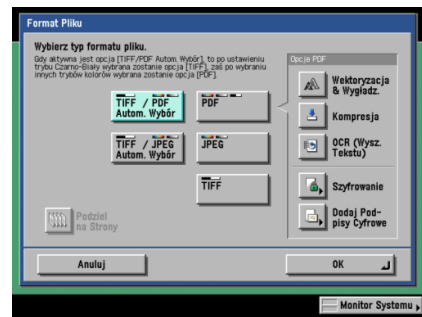 Format Pliku
Wybierz typ formatu pliku.
Gdy aktywna jest opcja [TIFF/PDF Autom. Wybór], to po ustawieniu
trybu Czarno-Biały wybrana zostanie opcja [TIFF], zaś po wybraniu
innych trybów kolorów wybrana zostanie opcja [PDF].
Opcje PDF
TIFF / PDF
Autom. Wybór
PDF
Wektoryzacja
& Wygładz.
Kompresja
TIFF / JPEG
Autom. Wybór
JPEG
OCR (Wysz.
Tekstu)
TIFF
Szyfrowanie
Podziel
na Strony
Dodaj Pod-
pisy Cyfrowe
Anuluj
OK
Monitor Systemu